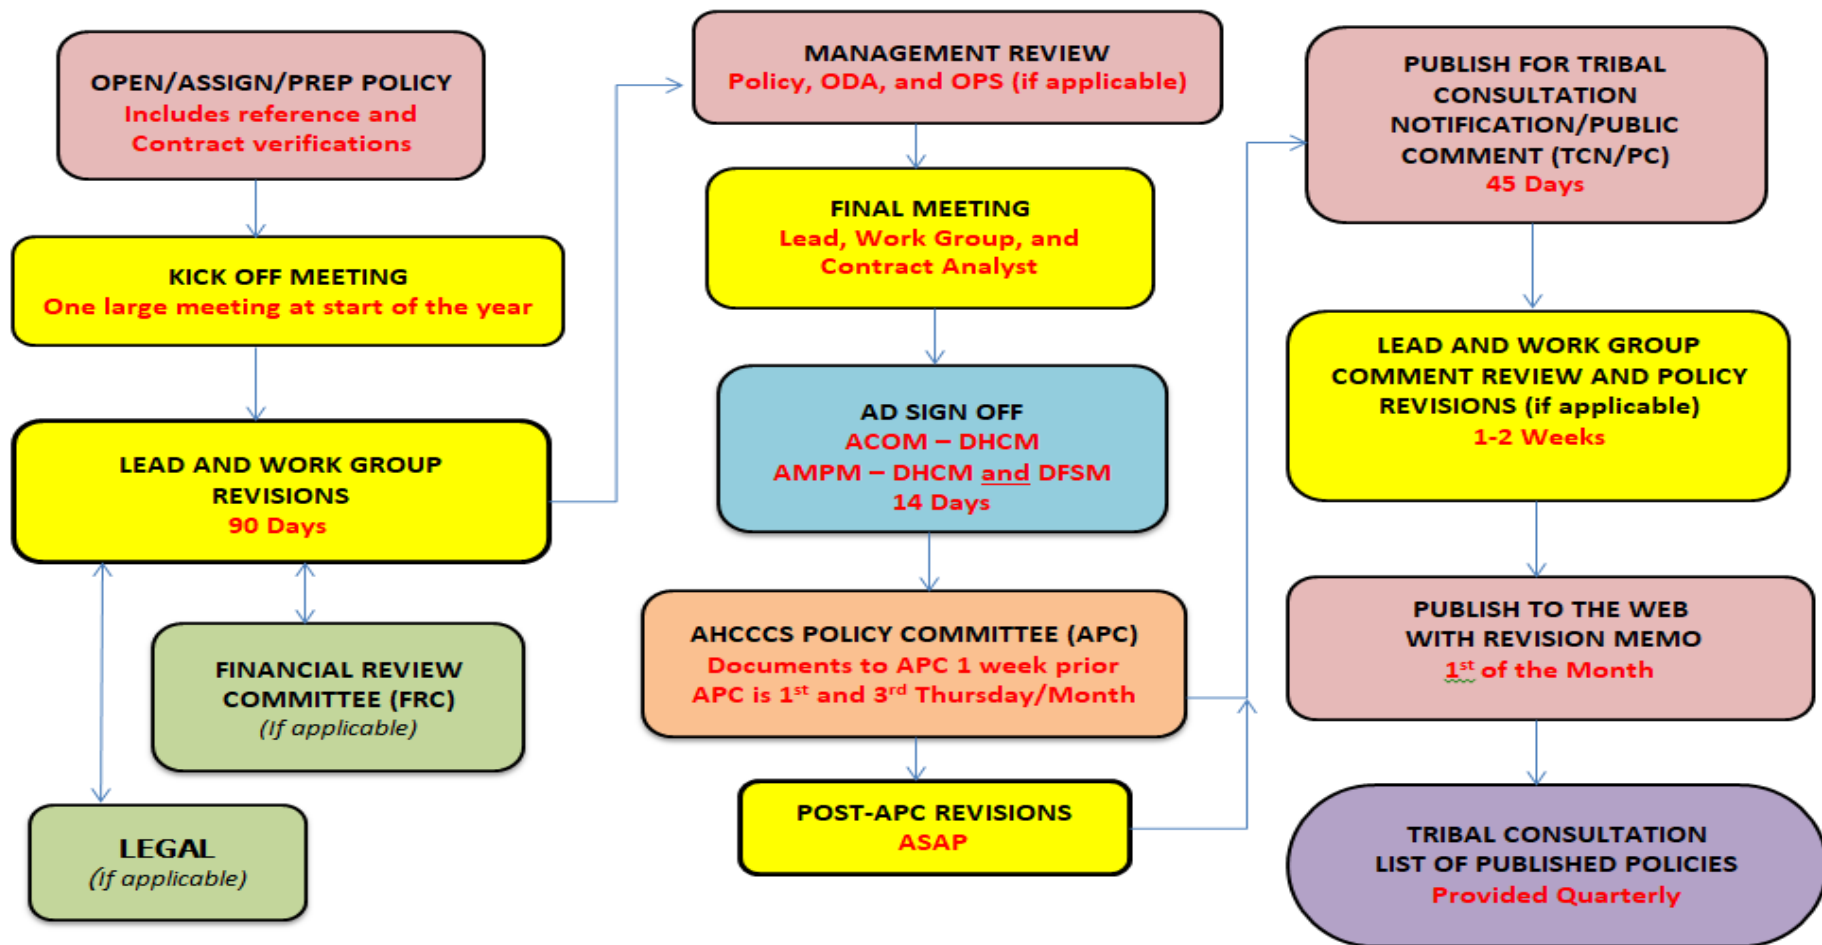 OPEN/ASSIGN/PREP POLICY
Includes reference and
Contract verifications
KICK OFF MEETING
One large meeting at start of the year
LEAD AND WORK GROUP
REVISIONS
90 Days
FINANCIAL REVIEW
COMMITTEE (FRC)
(If applicable)
LEGAL
(If applicable)
MANAGEMENT REVIEW
Policy, ODA, and OPS (if applicable)
FINAL MEETING
Lead, Work Group, and
Contract Analyst
AD SIGN OFF
ACOM – DHCM
AMPM – DHCM and DFSM
14 Days
AHCCCS POLICY COMMITTEE (APC)
Documents to APC 1 week prior
APC is 1st and 3rd Thursday/Month
POST-APC REVISIONS
ASAP
PUBLISH FOR TRIBAL
CONSULTATION
NOTIFICATION/PUBLIC
COMMENT (TCN/PC)
45 Days
LEAD AND WORK GROUP
COMMENT REVIEW AND POLICY
REVISIONS (if applicable)
1-2 Weeks
PUBLISH TO THE WEB
WITH REVISION MEMO
1st of the Month
TRIBAL CONSULTATION
LIST OF PUBLISHED POLICIES
Provided Quarterly